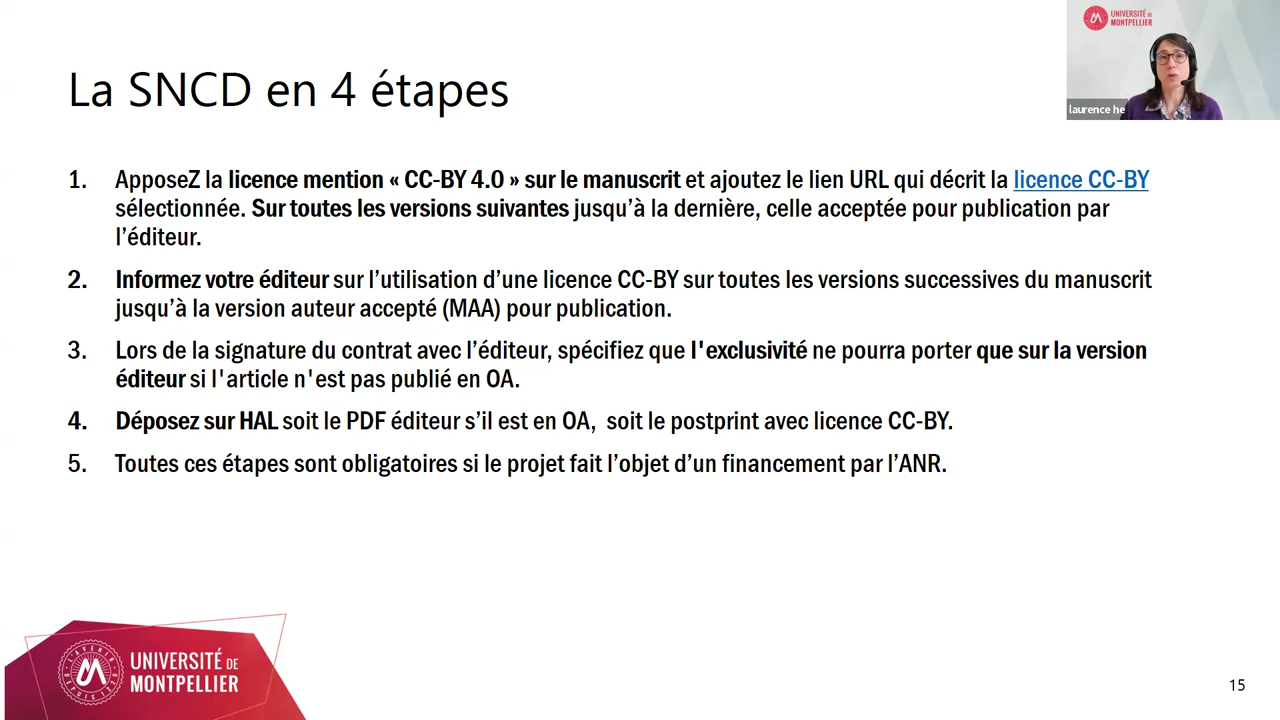 La SNCD en 4 étapes
UNIVERSITÉ DE
MONTPELLIER
laurence he
1. ApposeZ la licence mention « CC-BY 4.0 » sur le manuscrit et ajoutez le lien URL qui décrit la licence CC-BY
sélectionnée. Sur toutes les versions suivantes jusqu’à la dernière, celle acceptée pour publication par
l’éditeur.
2. Informez votre éditeur sur l’utilisation d’une licence CC-BY sur toutes les versions successives du manuscrit
jusqu’à la version auteur accepté (MAA) pour publication.
3. Lors de la signature du contrat avec l’éditeur, spécifiez que l'exclusivité ne pourra porter que sur la version
éditeur si l'article n'est pas publié en OA.
4. Déposez sur HAL soit le PDF éditeur s’il est en OA, soit le postprint avec licence CC-BY.
5. Toutes ces étapes sont obligatoires si le projet fait l’objet d’un financement par l’ANR.
UNIVERSITÉ DE
MONTPELLIER
15